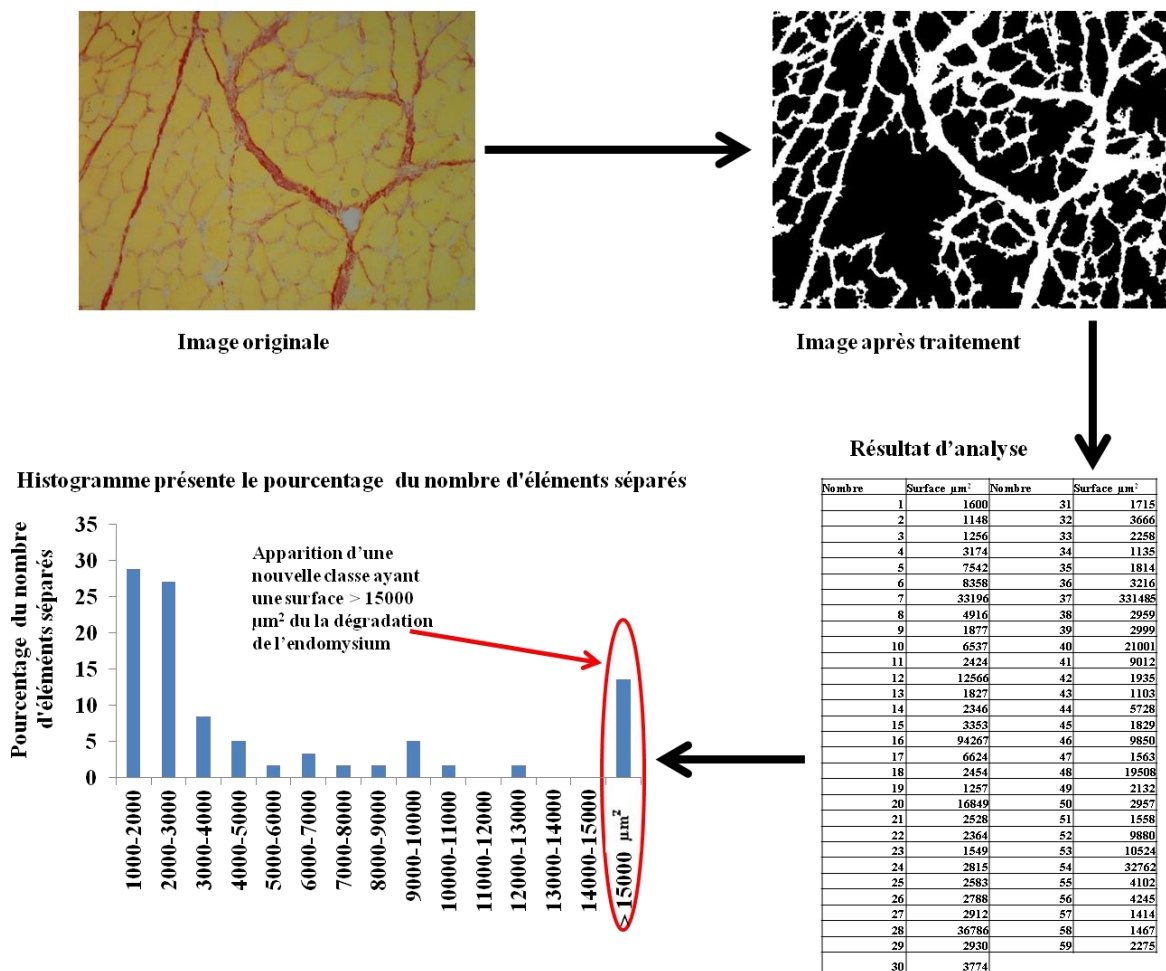 Image originale
Image après traitement
Résultat d'analyse
Nombre Surface µm² Nombre Surface µm²
1 1600 31 1715
2 1148 32 3666
3 1256 33 2258
4 3174 34 1135
5 7542 35 1814
6 8358 36 3216
7 33196 37 331485
8 4916 38 2959
9 1877 39 2999
10 6537 40 21001
11 2424 41 9012
12 12566 42 1935
13 1827 43 1103
14 2346 44 5728
15 3353 45 1829
16 94267 46 9850
17 6624 47 1563
18 2454 48 19508
19 1257 49 2132
20 16849 50 2957
21 2528 51 1558
22 2364 52 9880
23 1549 53 10524
24 2815 54 32762
25 2583 55 4102
26 2788 56 4245
27 2912 57 1414
28 36786 58 1467
29 2930 59 2275
30 3774
Histogramme présente le pourcentage du nombre d'éléments séparés
Pourcentage du nombre
d'éléments séparés
35
30
25
20
15
10
5
0
Apparition d'une
nouvelle classe ayant
une surface > 15000
µm² du la dégradation
de l'endomysium
1000-2000
2000-3000
3000-4000
4000-5000
5000-6000
6000-7000
7000-8000
8000-9000
9000-10000
10000-11000
11000-12000
12000-13000
13000-14000
14000-15000
> 15000 µm²